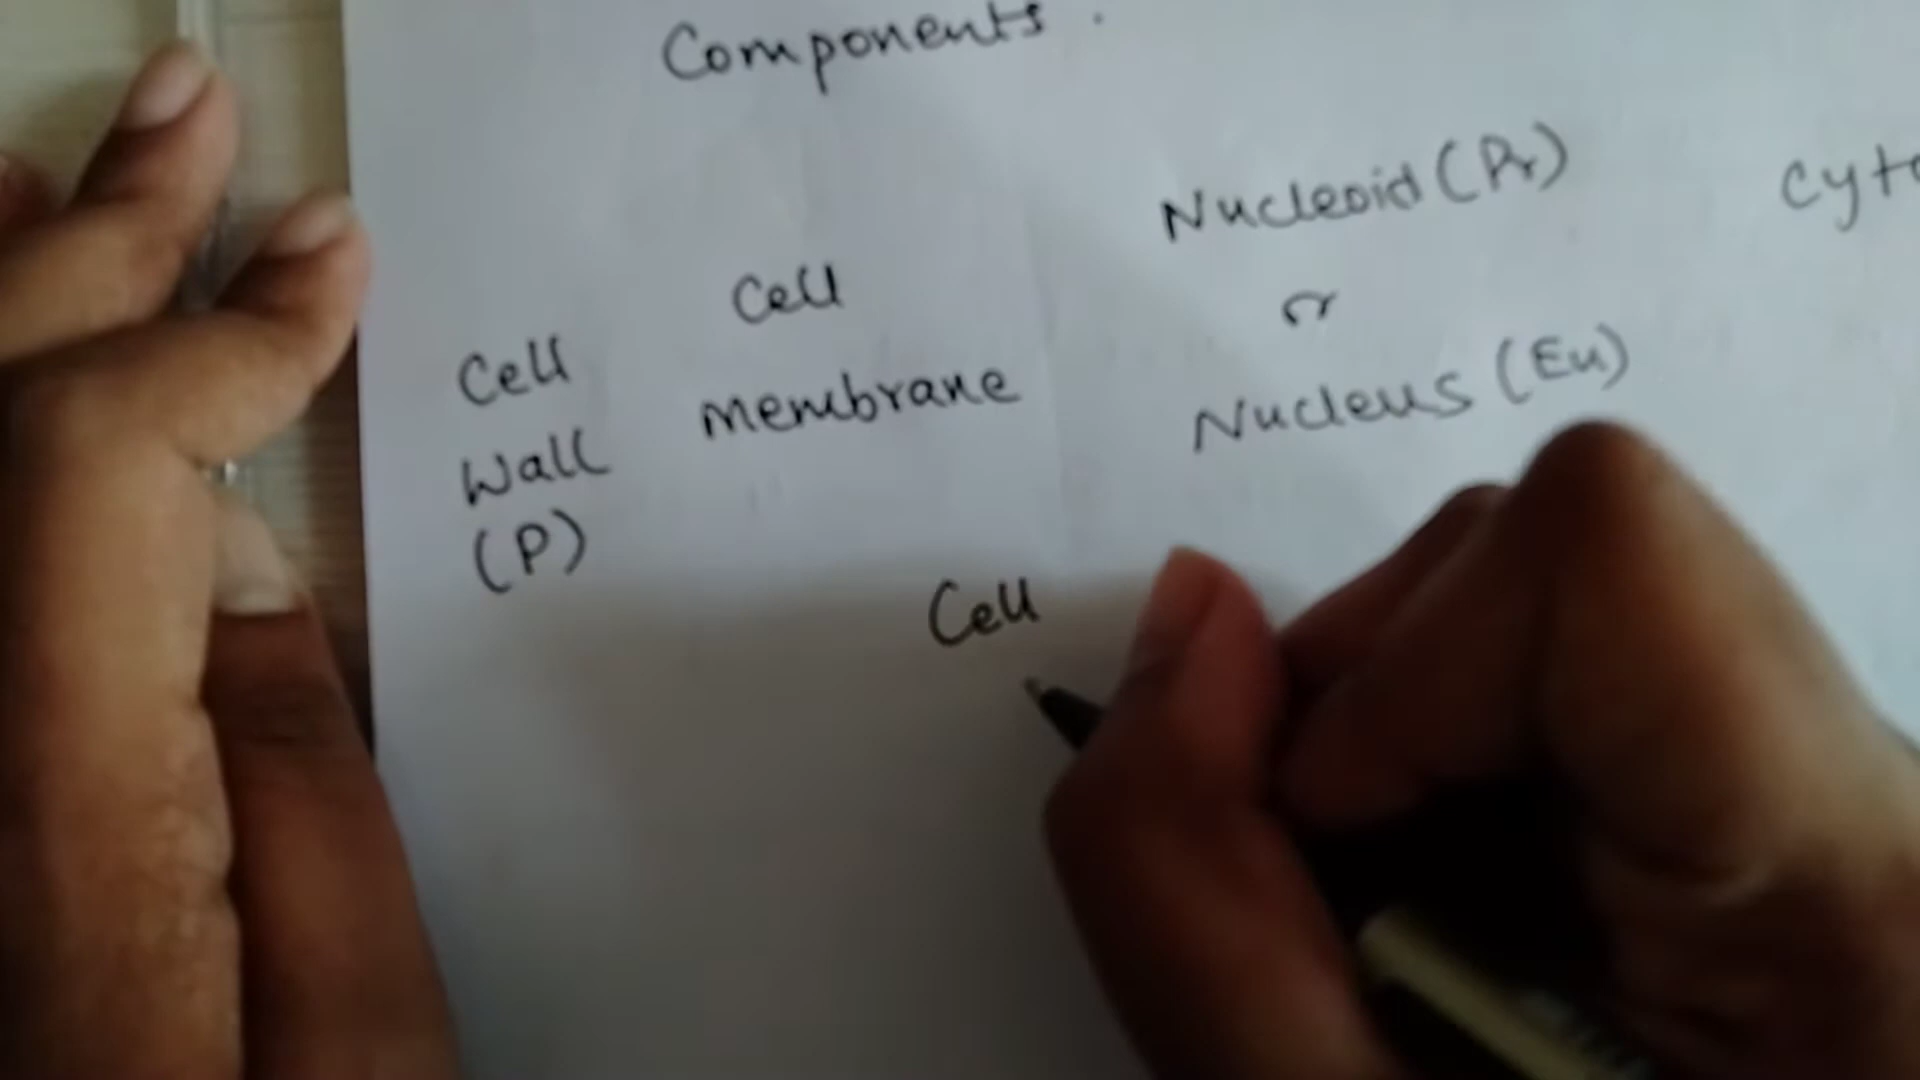 Components.
Nucleoid (Pr)
or
Nucleus (Eu)
Cell
membrane
Cell
Wall
(P)
Cell